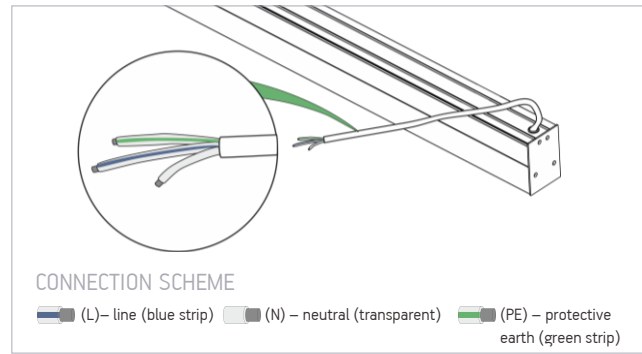 CONNECTION SCHEME
(L)– line (blue strip) (N) – neutral (transparent) (PE) – protective
earth (green strip)